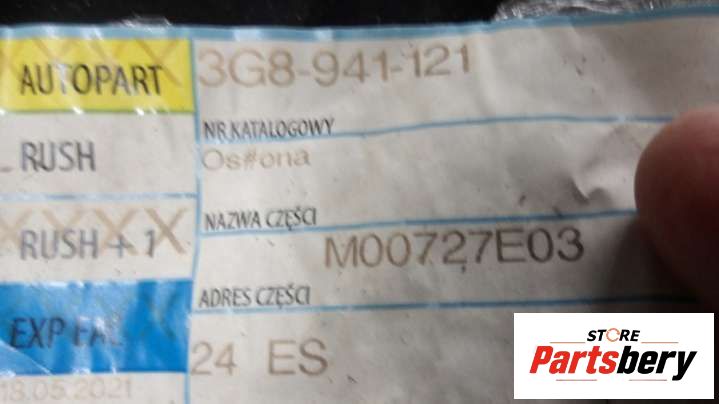 XXXX
AUTOPART
3G8-941-121
NR KATALOGOWY
RUSH
Os#ona
NAZWA CZĘŚCI
XXXX
RUSH + 1
M00727E03
ADRES CZĘŚCI
EXP
24 ES
18.05.2021
STORE
Partsbery